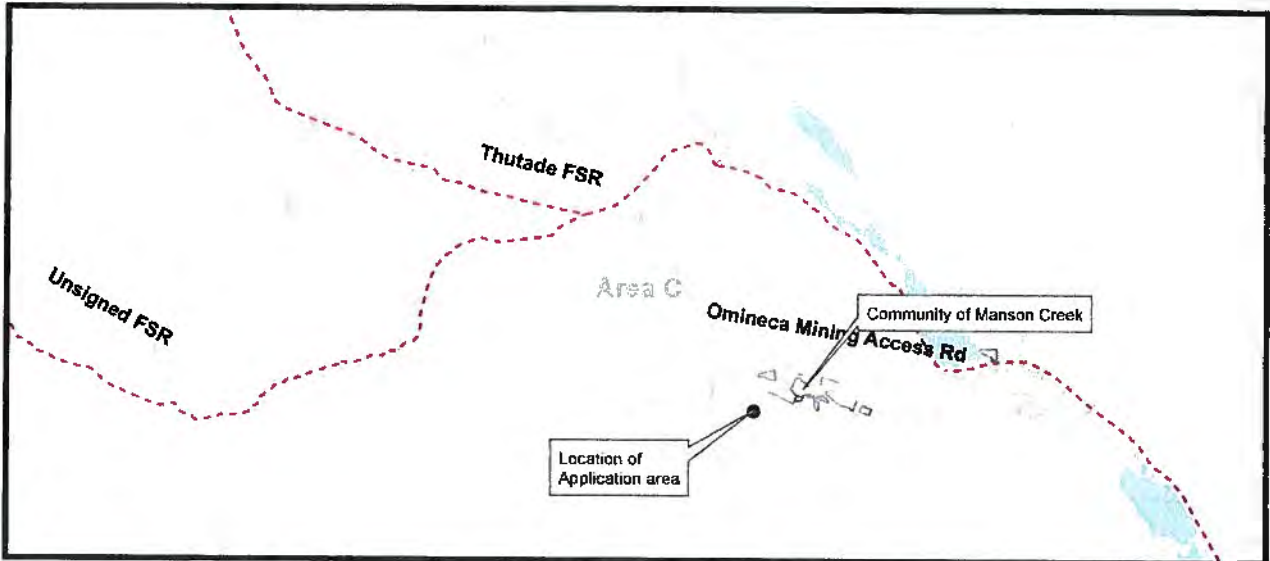 Thutade FSR
Unsigned FSR
Area C
Omineca Mining Access Rd
Community of Manson Creek
Location of
Application area